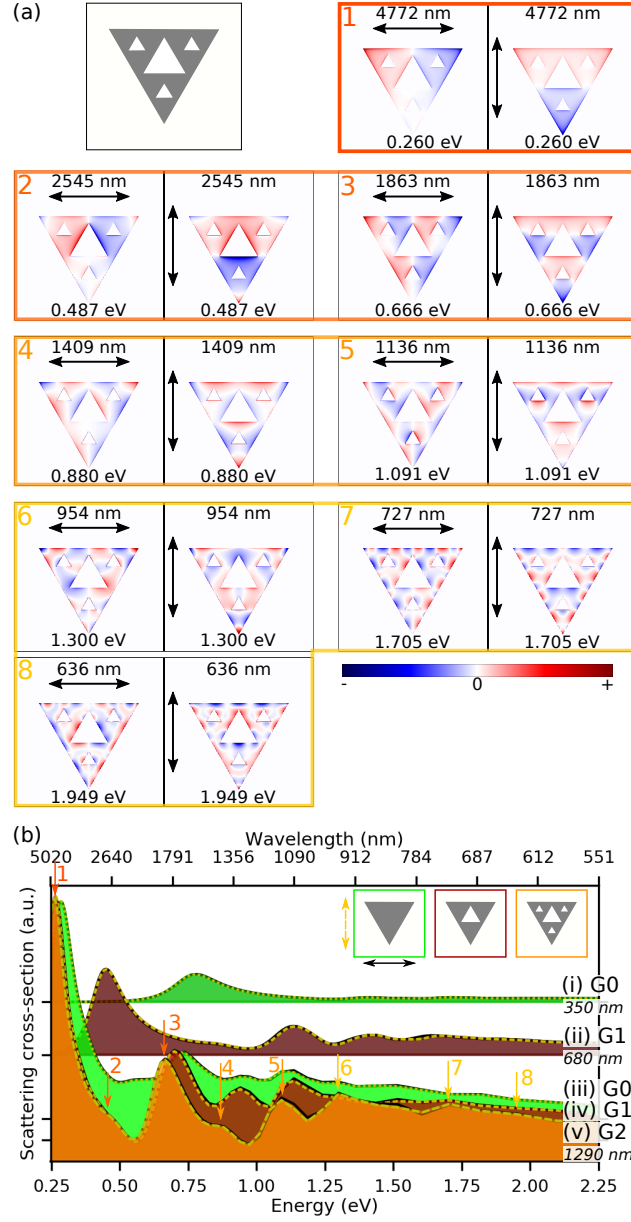 (a)
1
4772 nm
4772 nm
0.260 eV
0.260 eV
2
2545 nm
2545 nm
0.487 eV
0.487 eV
3
1863 nm
1863 nm
0.666 eV
0.666 eV
4
1409 nm
1409 nm
0.880 eV
0.880 eV
5
1136 nm
1136 nm
1.091 eV
1.091 eV
6
954 nm
954 nm
1.300 eV
1.300 eV
7
727 nm
727 nm
1.705 eV
1.705 eV
8
636 nm
636 nm
1.949 eV
1.949 eV
- 0 +
(b)
Wavelength (nm)
5020 2640 1791 1356 1090 912 784 687 612 551
1
2
3
4
5
6
7
8
(i) G0
350 nm
(ii) G1
680 nm
(iii) G0
(iv) G1
(v) G2
1290 nm
Scattering cross-section (a.u.)
0.25 0.50 0.75 1.00 1.25 1.50 1.75 2.00 2.25
Energy (eV)